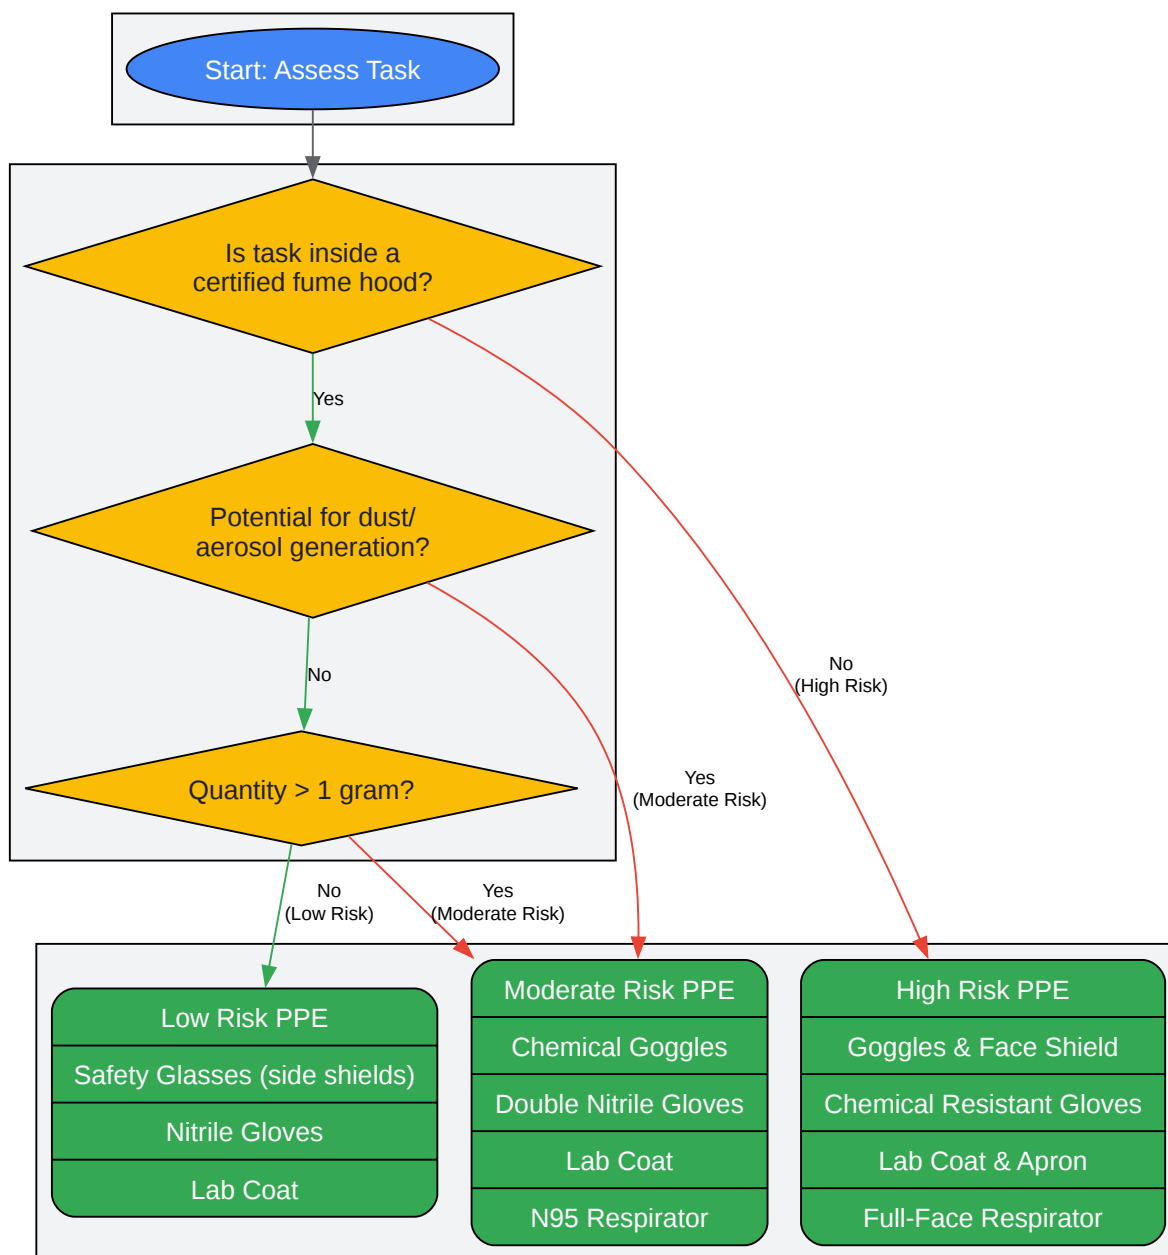 Start: Assess Task
Is task inside a
certified fume hood?
Yes
Potential for dust/
aerosol generation?
No
No
(High Risk)
Quantity > 1 gram?
Yes
(Moderate Risk)
No
(Low Risk)
Yes
(Moderate Risk)
Low Risk PPE
Safety Glasses (side shields)
Nitrile Gloves
Lab Coat
Moderate Risk PPE
Chemical Goggles
Double Nitrile Gloves
Lab Coat
N95 Respirator
High Risk PPE
Goggles & Face Shield
Chemical Resistant Gloves
Lab Coat & Apron
Full-Face Respirator